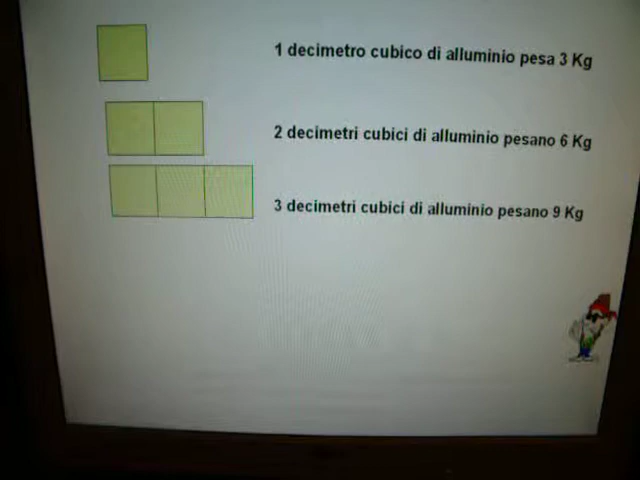 1 decimetro cubico di alluminio pesa 3 Kg
2 decimetri cubici di alluminio pesano 6 Kg
3 decimetri cubici di alluminio pesano 9 Kg